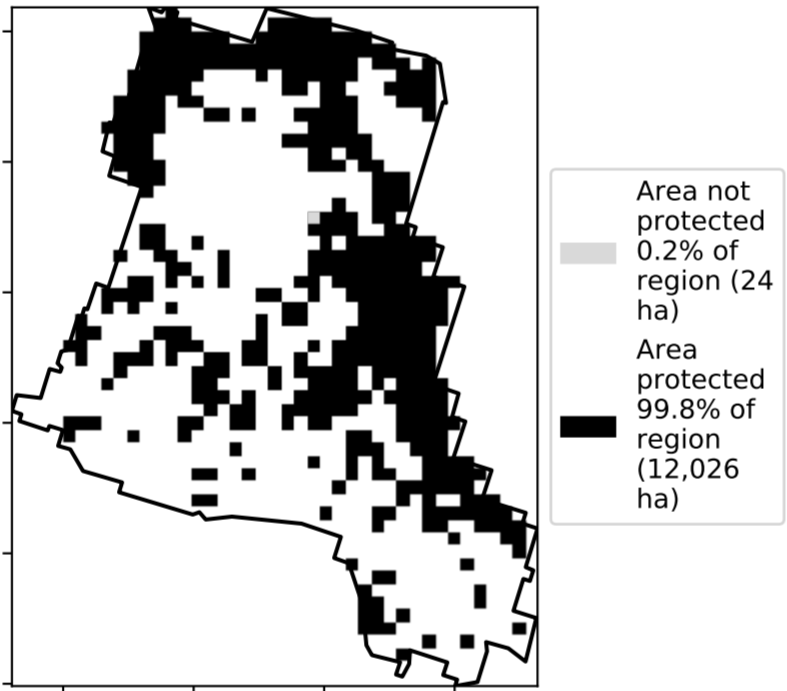 Area not
protected
0.2% of
region (24
ha)
Area
protected
99.8% of
region
(12,026
ha)